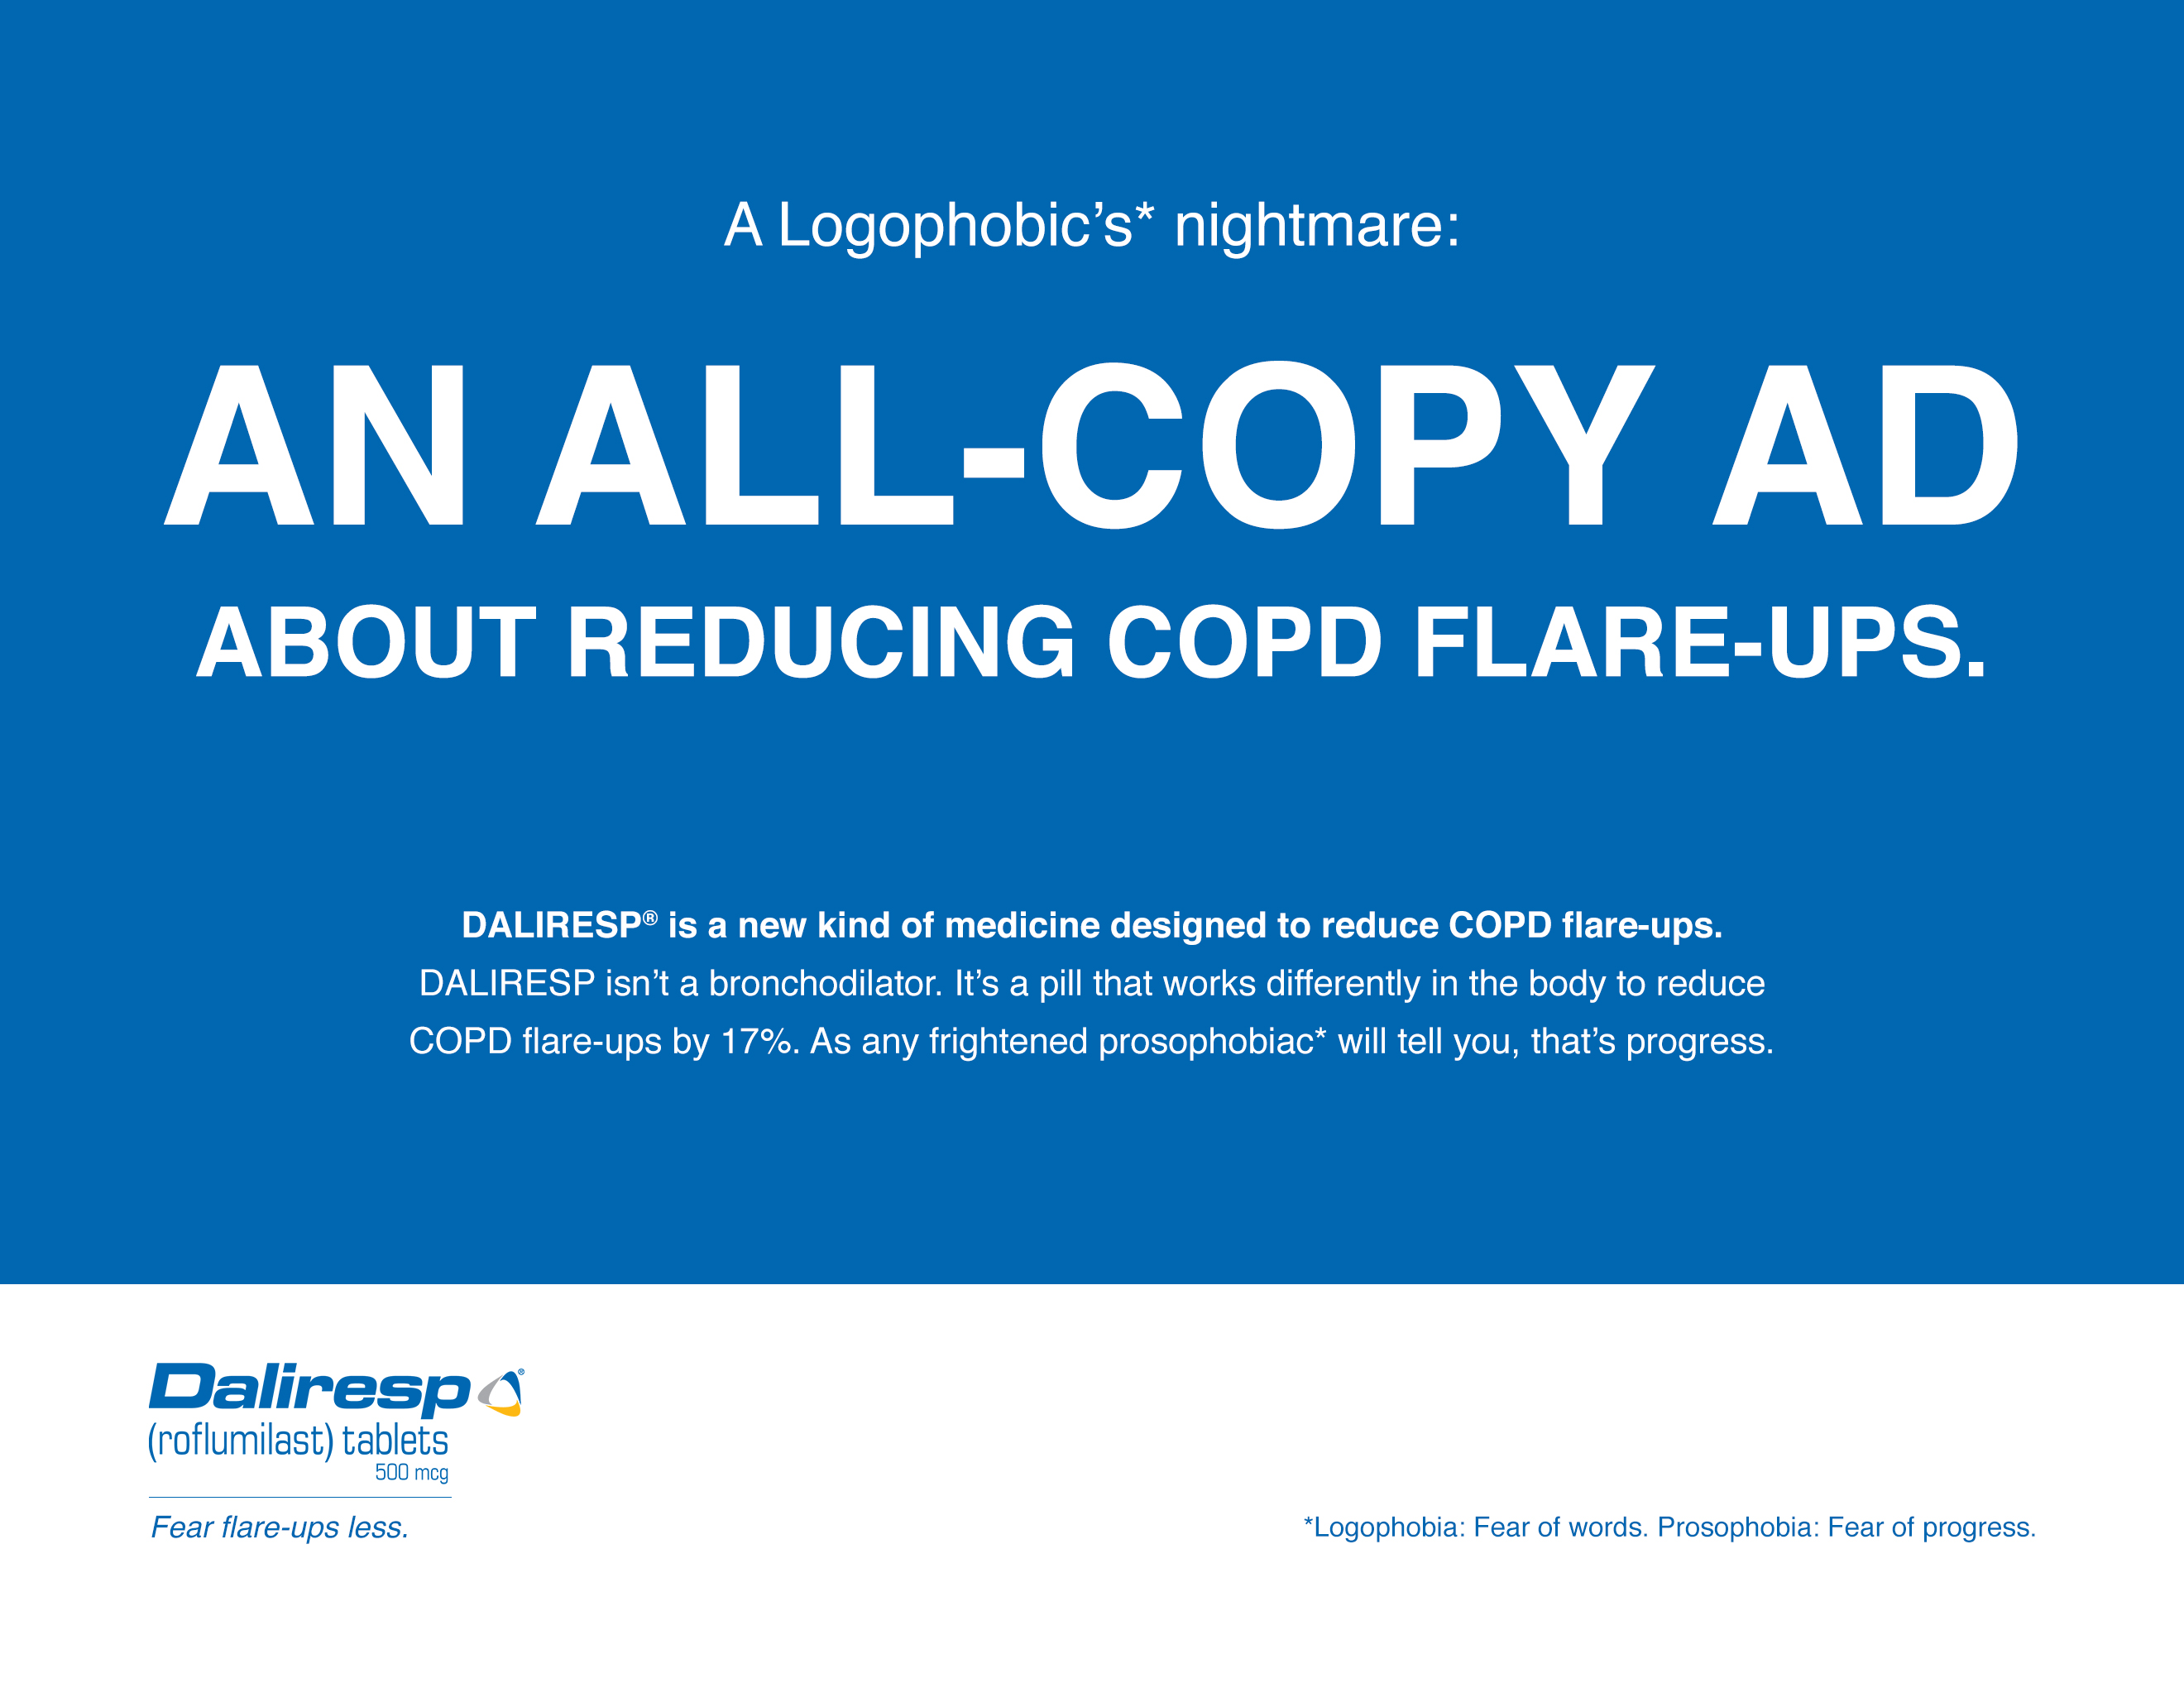 A Logophobic’s* nightmare:
AN ALL-COPY AD
ABOUT REDUCING COPD FLARE-UPS.
DALIRESP® is a new kind of medicine designed to reduce COPD flare-ups.
DALIRESP isn’t a bronchodilator. It’s a pill that works differently in the body to reduce
COPD flare-ups by 17%. As any frightened prosophobiac* will tell you, that’s progress.
Daliresp®
(roflumilast) tablets
500 mcg
Fear flare-ups less.
*Logophobia: Fear of words. Prosophobia: Fear of progress.